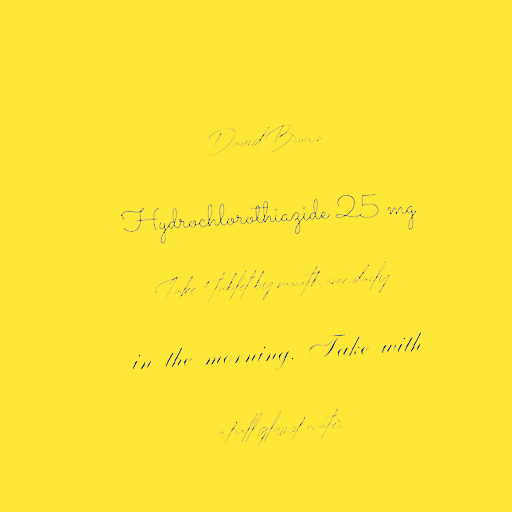 David Brown
Hydrochlorothiazide 25 mg
Take 1 tablet by mouth once daily
in the morning. Take with
a full glass of water